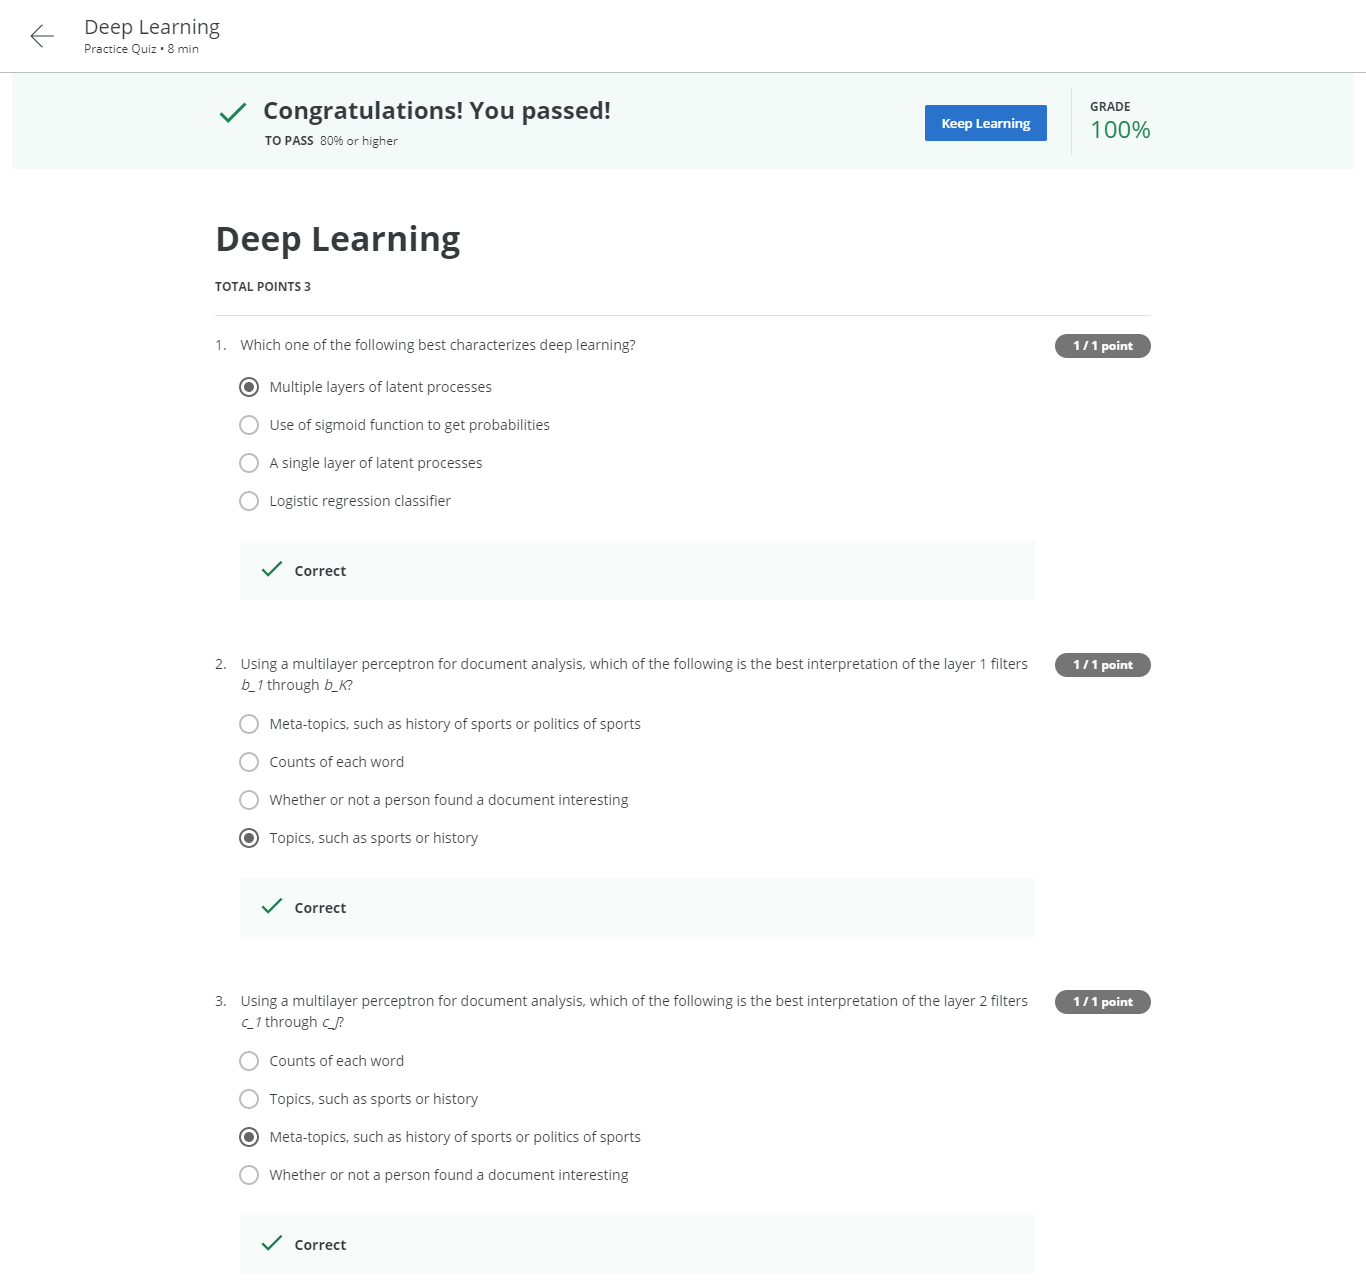 Deep Learning
Practice Quiz • 8 min
Congratulations! You passed!
TO PASS 80% or higher
Keep Learning
GRADE
100%
Deep Learning
TOTAL POINTS 3
1. Which one of the following best characterizes deep learning?
1 / 1 point
Multiple layers of latent processes
Use of sigmoid function to get probabilities
A single layer of latent processes
Logistic regression classifier
Correct
2. Using a multilayer perceptron for document analysis, which of the following is the best interpretation of the layer 1 filters
1 / 1 point
b_1 through b_K?
Meta-topics, such as history of sports or politics of sports
Counts of each word
Whether or not a person found a document interesting
Topics, such as sports or history
Correct
3. Using a multilayer perceptron for document analysis, which of the following is the best interpretation of the layer 2 filters
1 / 1 point
c_1 through c_J?
Counts of each word
Topics, such as sports or history
Meta-topics, such as history of sports or politics of sports
Whether or not a person found a document interesting
Correct